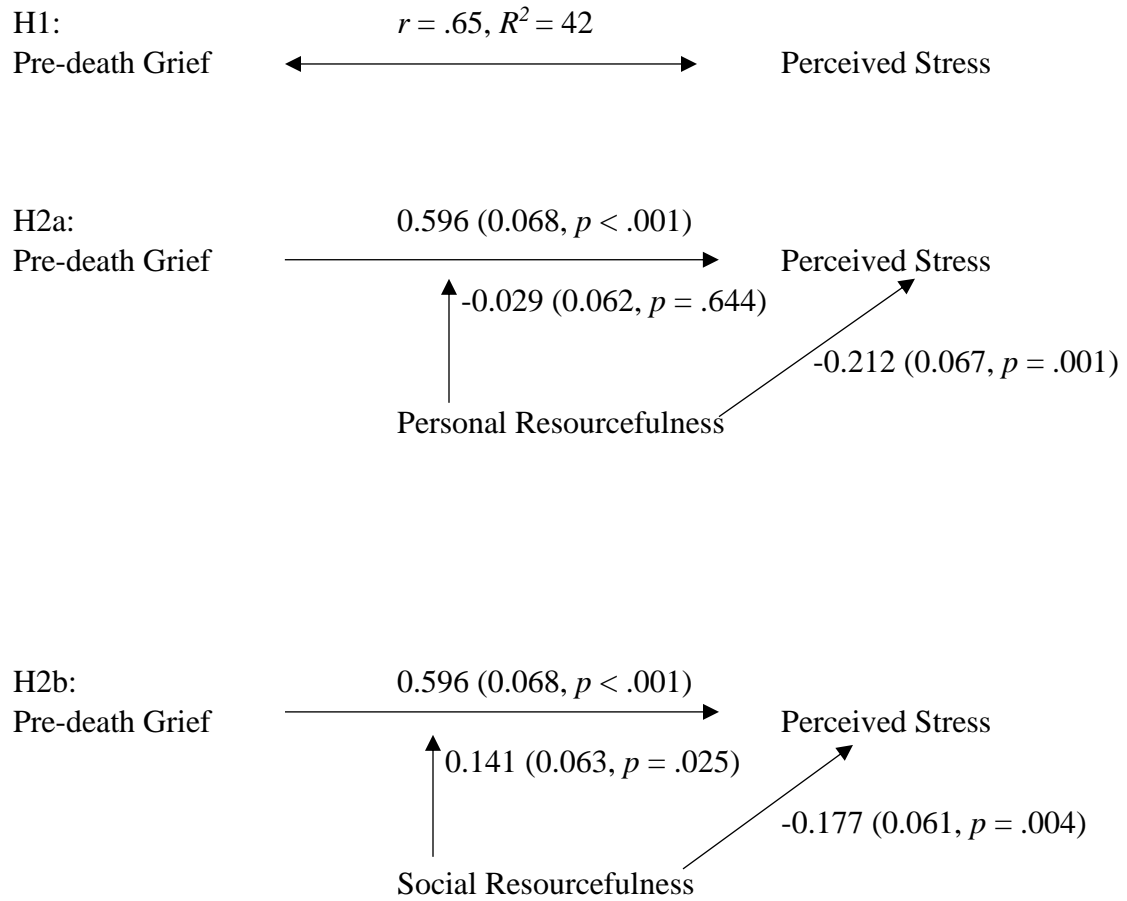 H1: r = .65, R² = 42
Pre-death Grief Perceived Stress
H2a: 0.596 (0.068, p < .001)
Pre-death Grief Perceived Stress
-0.029 (0.062, p = .644)
-0.212 (0.067, p = .001)
Personal Resourcefulness
H2b: 0.596 (0.068, p < .001)
Pre-death Grief Perceived Stress
0.141 (0.063, p = .025)
-0.177 (0.061, p = .004)
Social Resourcefulness